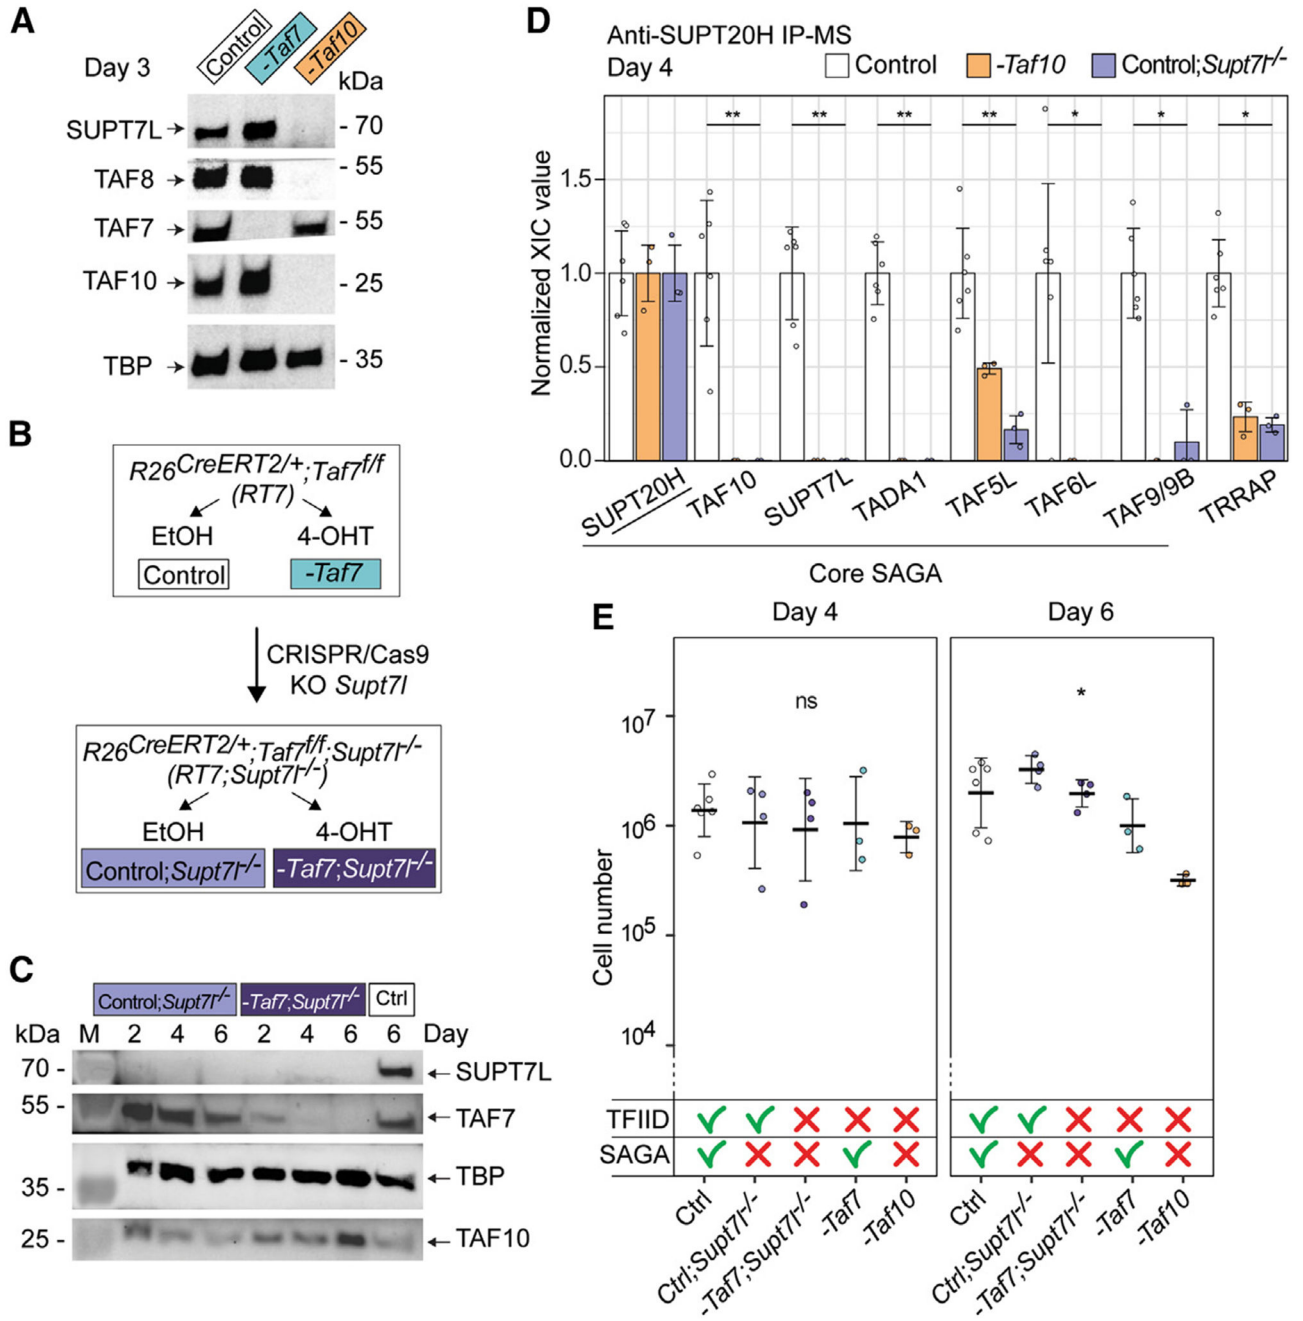 A
Control
-Taf7
-Taf10
Day 3
kDa
SUPT7L
- 70
- 55
TAF8
TAF7
- 55
TAF10
- 25
TBP
- 35
B
R26CreERT2/+;Taf7f/f
(RT7)
EtOH
4-OHT
Control
-Taf7
CRISPR/Cas9
KO Supt7l
R26CreERT2/+;Taf7f/f;Supt7l-/-
(RT7;Supt7l-/-)
EtOH
4-OHT
Control;Supt7l-/-
-Taf7;Supt7l-/-
C
Control;Supt7l-/-
-Taf7;Supt7l-/-
Ctrl
kDa M 2 4 6 2 4 6 6 Day
70 -
SUPT7L
55 -
TAF7
TBP
35 -
25 -
TAF10
D
Anti-SUPT20H IP-MS
Day 4
Control
-Taf10
Control;Supt7l-/-
** ** ** ** * * *
Normalized XIC value
1.5
1.0
0.5
0.0
SUPT20H
TAF10
SUPT7L
TADA1
TAF5L
TAF6L
TAF9/9B
TRRAP
Core SAGA
E
Day 4
Day 6
ns
*
Cell number
107
106
105
104
TFIID
SAGA
Ctrl
Ctrl;Supt7l-/-
-Taf7;Supt7l-/-
-Taf7
-Taf10
Ctrl
Ctrl;Supt7l-/-
-Taf7;Supt7l-/-
-Taf7
-Taf10